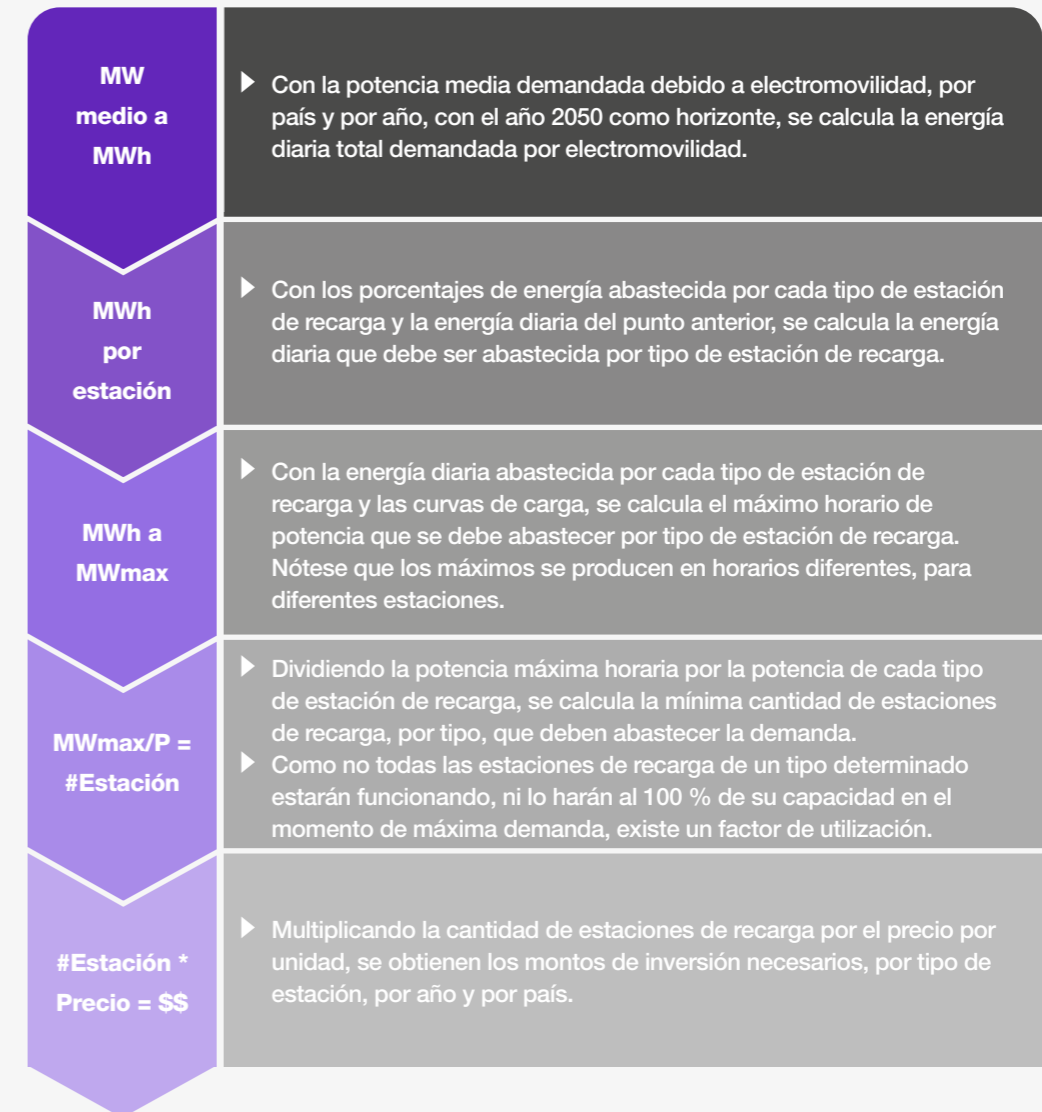 MW
medio a
MWh
Con la potencia media demandada debido a electromovilidad, por
país y por año, con el año 2050 como horizonte, se calcula la energía
diaria total demandada por electromovilidad.
MWh
por
estación
Con los porcentajes de energía abastecida por cada tipo de estación
de recarga y la energía diaria del punto anterior, se calcula la energía
diaria que debe ser abastecida por tipo de estación de recarga.
MWh a
MWmax
Con la energía diaria abastecida por cada tipo de estación de
recarga y las curvas de carga, se calcula el máximo horario de
potencia que se debe abastecer por tipo de estación de recarga.
Nótese que los máximos se producen en horarios diferentes, para
diferentes estaciones.
MWmax/P =
#Estación
Dividiendo la potencia máxima horaria por la potencia de cada tipo
de estación de recarga, se calcula la mínima cantidad de estaciones
de recarga, por tipo, que deben abastecer la demanda.
Como no todas las estaciones de recarga de un tipo determinado
estarán funcionando, ni lo harán al 100 % de su capacidad en el
momento de máxima demanda, existe un factor de utilización.
#Estación *
Precio = $$
Multiplicando la cantidad de estaciones de recarga por el precio por
unidad, se obtienen los montos de inversión necesarios, por tipo de
estación, por año y por país.